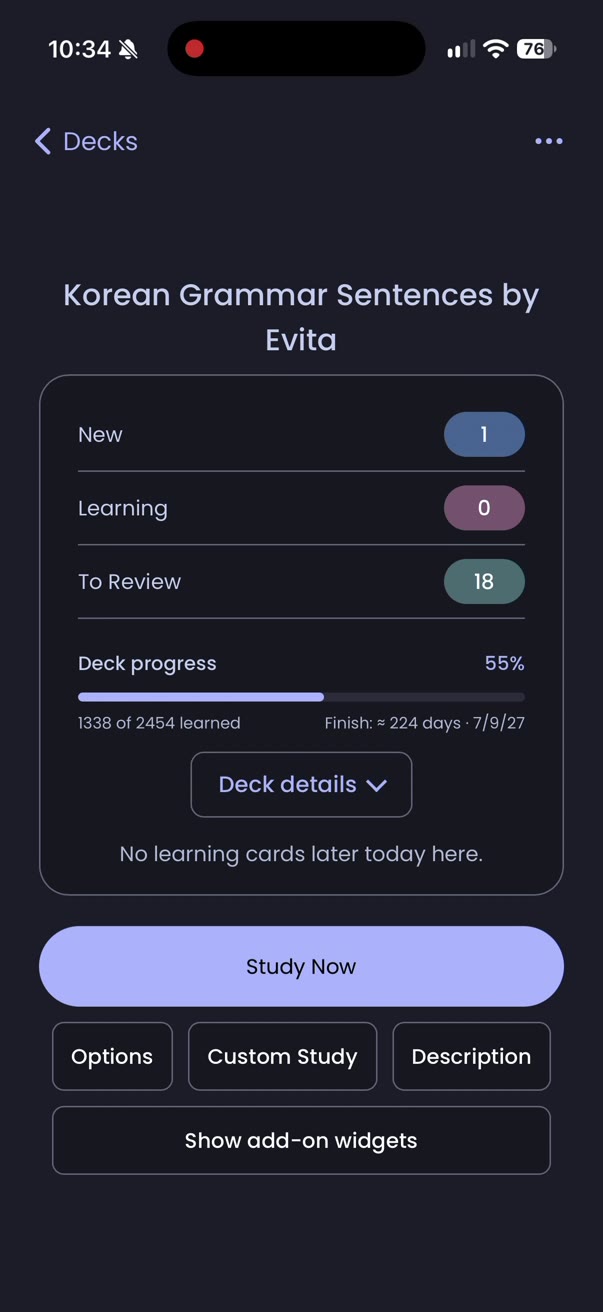 10:34
76
Decks
Korean Grammar Sentences by
Evita
New
1
Learning
0
To Review
18
Deck progress
55%
1338 of 2454 learned
Finish: ≈ 224 days · 7/9/27
Deck details
No learning cards later today here.
Study Now
Options
Custom Study
Description
Show add-on widgets